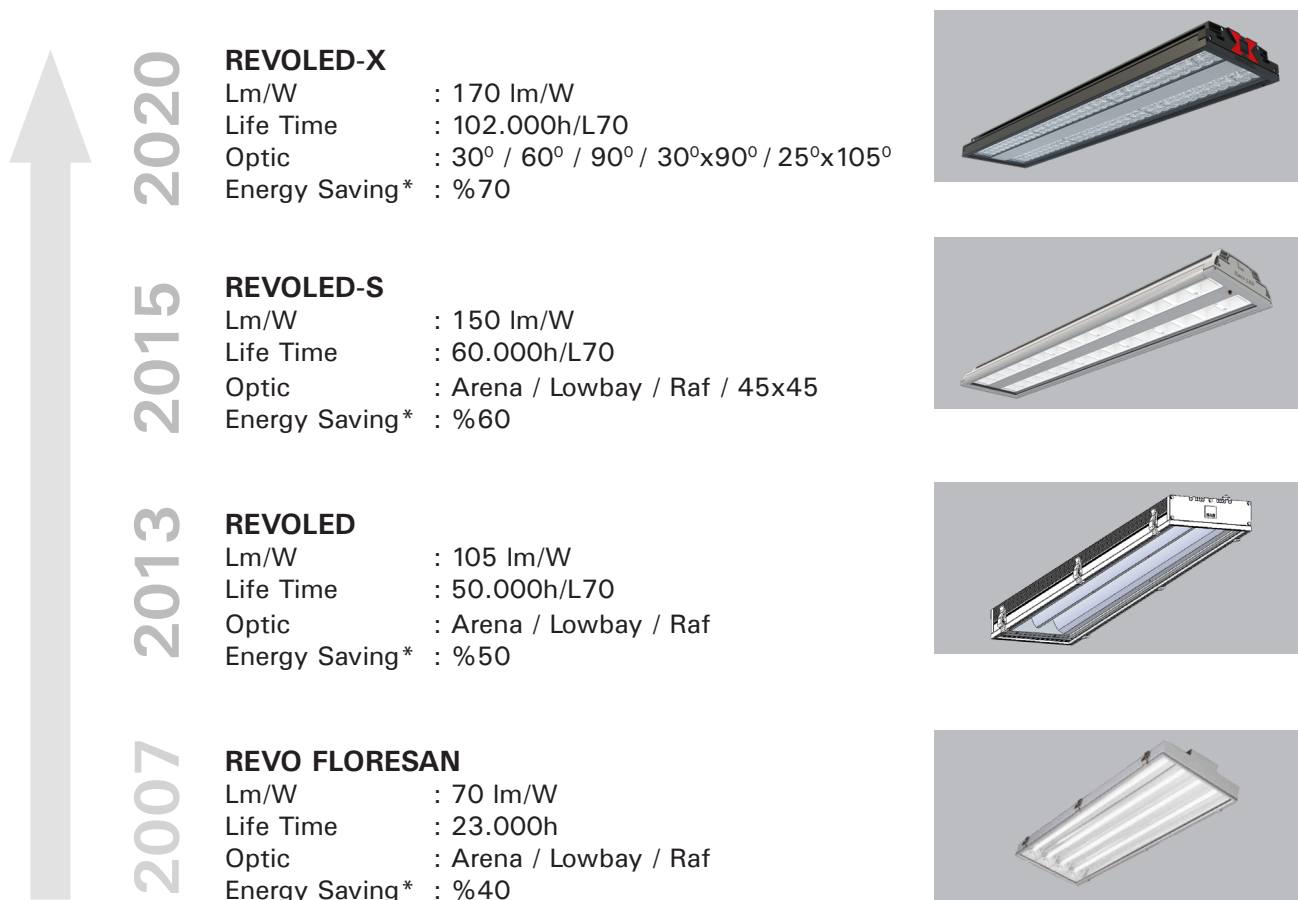 2020
REVOLED-X
Lm/W : 170 lm/W
Life Time : 102.000h/L70
Optic : 30⁰ / 60⁰ / 90⁰ / 30⁰x90⁰ / 25⁰x105⁰
Energy Saving* : %70
2015
REVOLED-S
Lm/W : 150 lm/W
Life Time : 60.000h/L70
Optic : Arena / Lowbay / Raf / 45x45
Energy Saving* : %60
2013
REVOLED
Lm/W : 105 lm/W
Life Time : 50.000h/L70
Optic : Arena / Lowbay / Raf
Energy Saving* : %50
2007
REVO FLORESAN
Lm/W : 70 lm/W
Life Time : 23.000h
Optic : Arena / Lowbay / Raf
Energy Saving* : %40